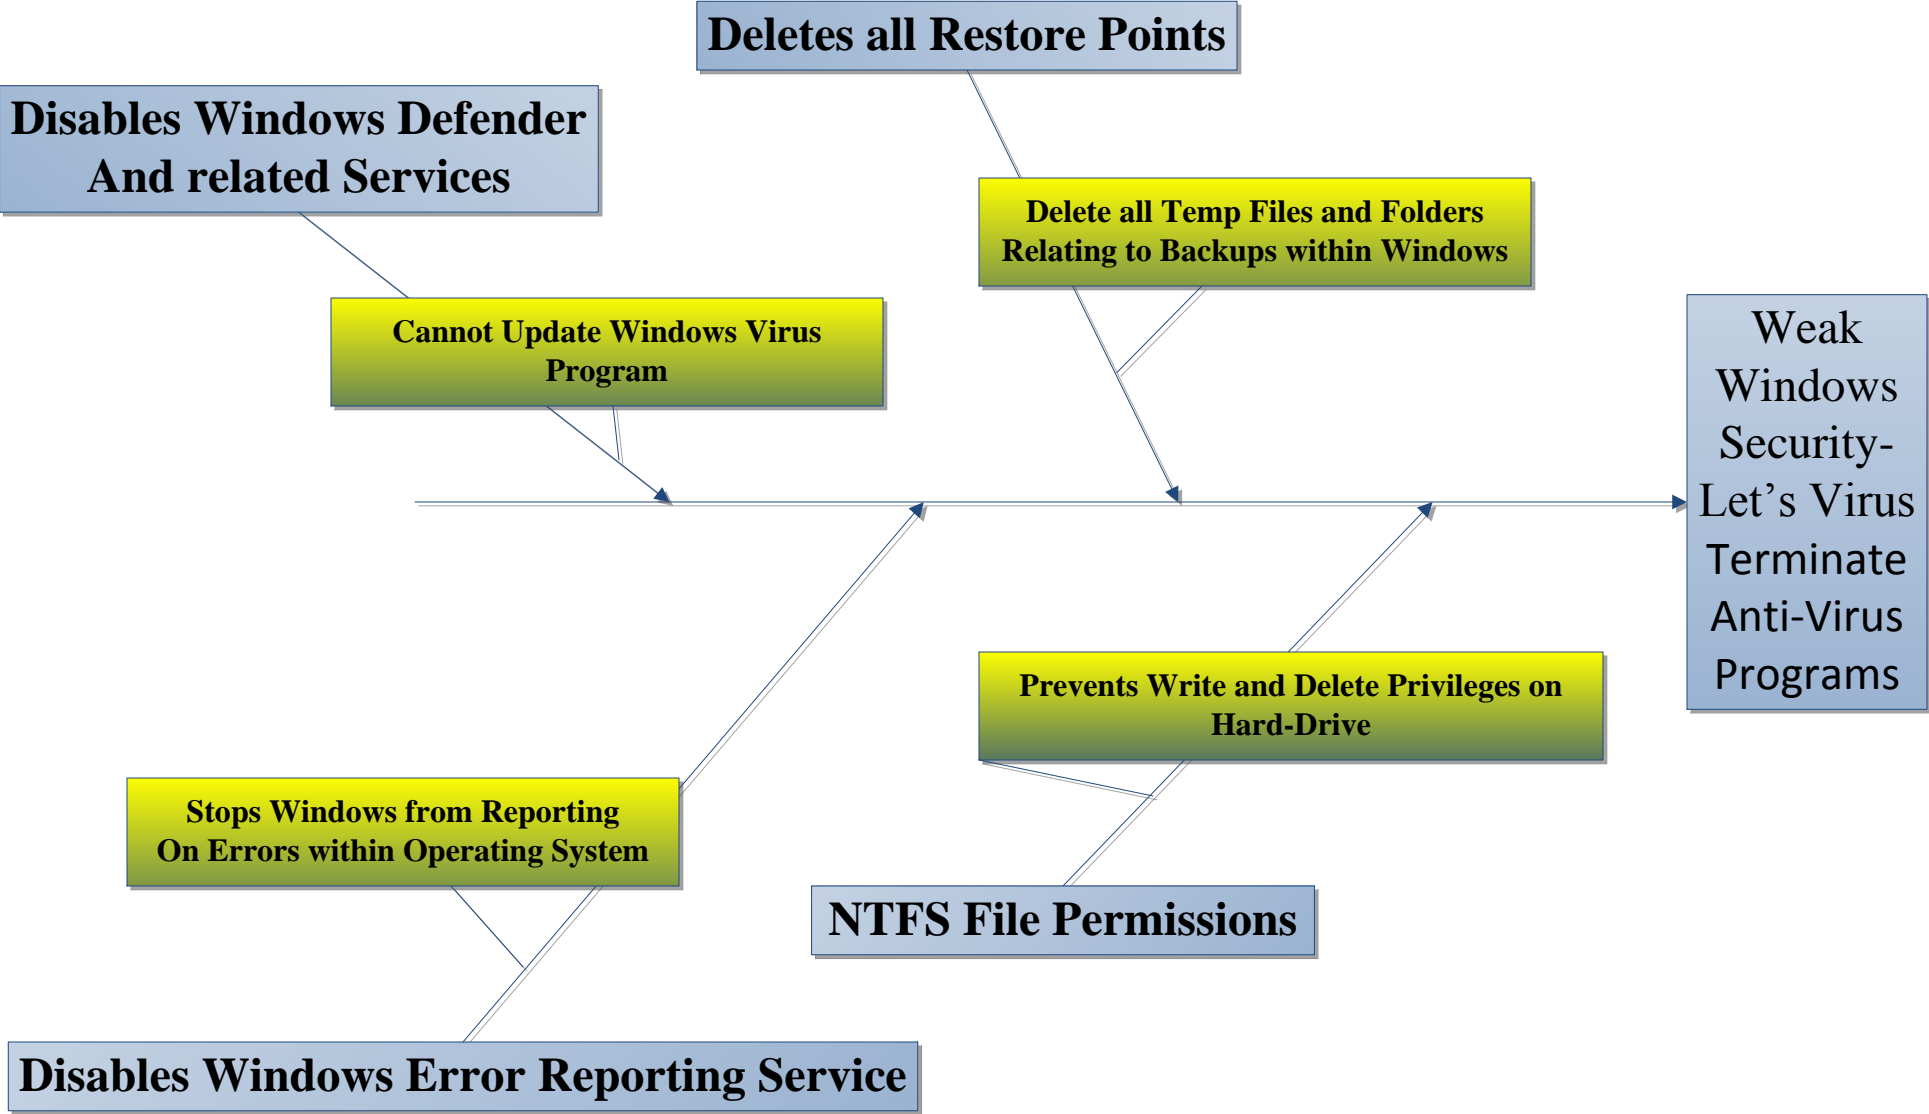 Deletes all Restore Points
Disables Windows Defender
And related Services
Delete all Temp Files and Folders
Relating to Backups within Windows
Cannot Update Windows Virus
Program
Weak
Windows
Security-
Let’s Virus
Terminate
Anti-Virus
Programs
Prevents Write and Delete Privileges on
Hard-Drive
Stops Windows from Reporting
On Errors within Operating System
NTFS File Permissions
Disables Windows Error Reporting Service